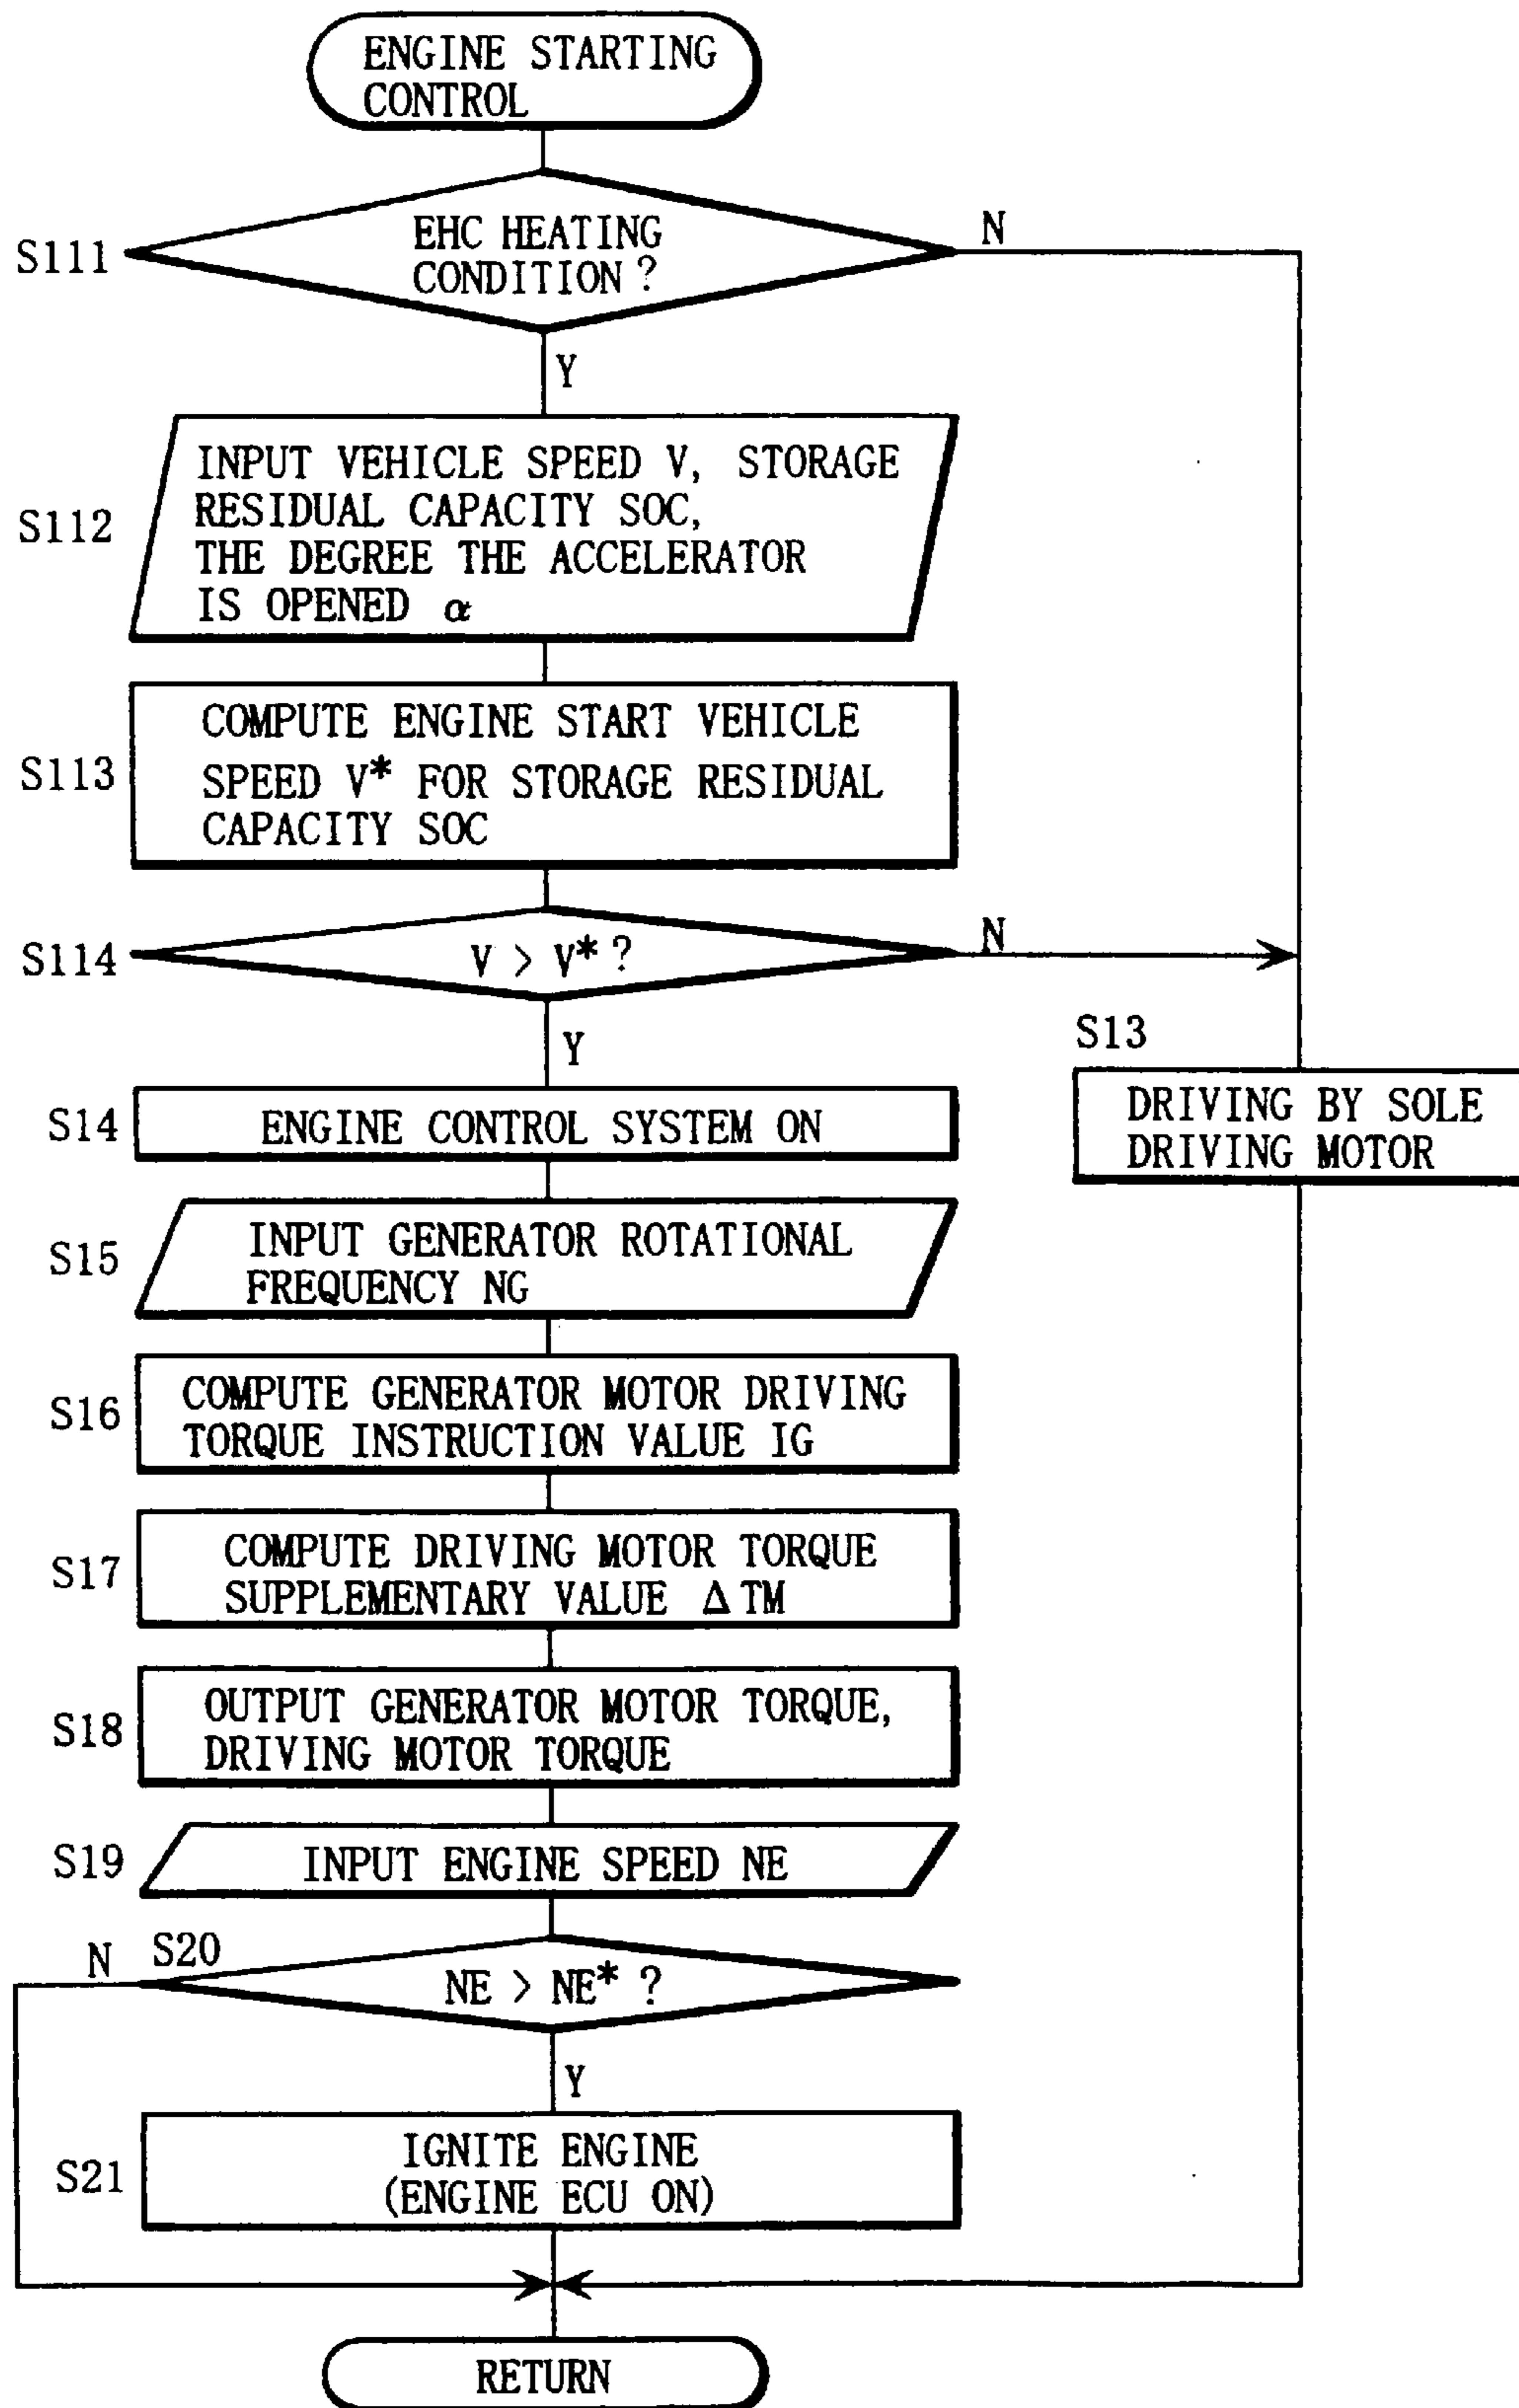 ENGINE STARTING
CONTROL
S111
EHC HEATING
CONDITION ?
N
Y
S112
INPUT VEHICLE SPEED V, STORAGE
RESIDUAL CAPACITY SOC,
THE DEGREE THE ACCELERATOR
IS OPENED α
S113
COMPUTE ENGINE START VEHICLE
SPEED V* FOR STORAGE RESIDUAL
CAPACITY SOC
S114
V > V* ?
N
Y
S13
DRIVING BY SOLE
DRIVING MOTOR
S14
ENGINE CONTROL SYSTEM ON
S15
INPUT GENERATOR ROTATIONAL
FREQUENCY NG
S16
COMPUTE GENERATOR MOTOR DRIVING
TORQUE INSTRUCTION VALUE IG
S17
COMPUTE DRIVING MOTOR TORQUE
SUPPLEMENTARY VALUE Δ TM
S18
OUTPUT GENERATOR MOTOR TORQUE,
DRIVING MOTOR TORQUE
S19
INPUT ENGINE SPEED NE
S20
N
NE > NE* ?
Y
S21
IGNITE ENGINE
(ENGINE ECU ON)
RETURN